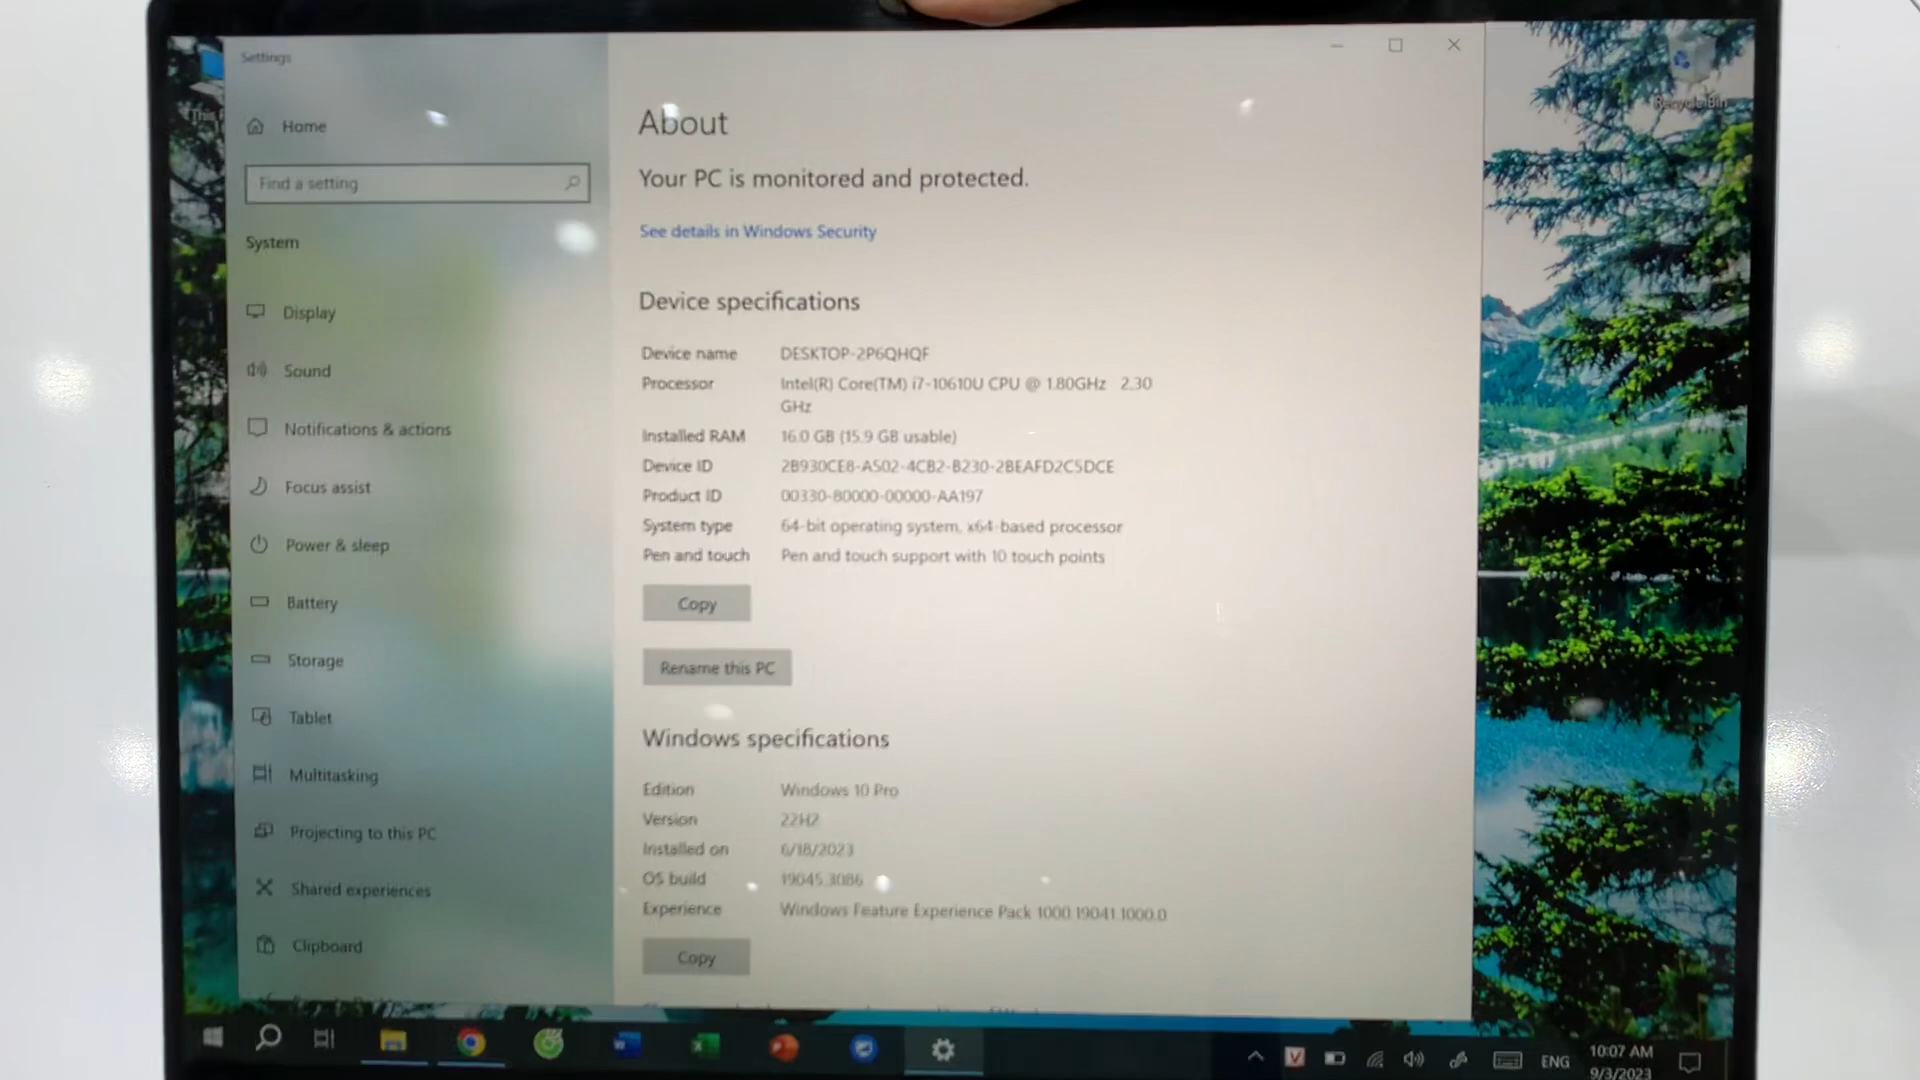 Settings
This
Recycle Bin
Home
Find a setting
System
Display
Sound
Notifications & actions
Focus assist
Power & sleep
Battery
Storage
Tablet
Multitasking
Projecting to this PC
Shared experiences
Clipboard
About
Your PC is monitored and protected.
See details in Windows Security
Device specifications
Device name DESKTOP-2P6QHQF
Processor Intel(R) Core(TM) i7-10610U CPU @ 1.80GHz 2.30
GHz
Installed RAM 16.0 GB (15.9 GB usable)
Device ID 2B930CE8-A502-4CB2-B230-2BEAFD2C5DCE
Product ID 00330-80000-00000-AA197
System type 64-bit operating system, x64-based processor
Pen and touch Pen and touch support with 10 touch points
Copy
Rename this PC
Windows specifications
Edition Windows 10 Pro
Version 22H2
Installed on 6/18/2023
OS build 19045.3086
Experience Windows Feature Experience Pack 1000.19041.1000.0
Copy
ENG
10:07 AM
9/3/2023